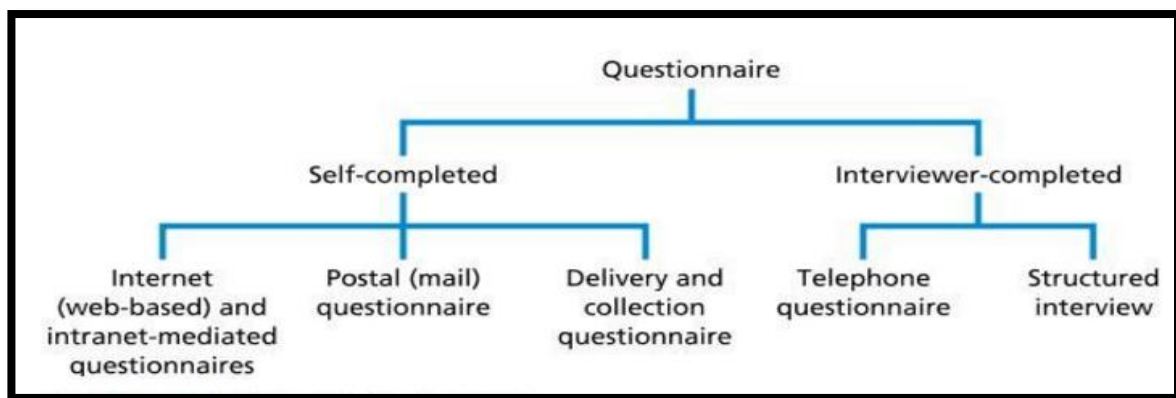 Questionnaire
Self-completed
Interviewer-completed
Internet
(web-based) and
intranet-mediated
questionnaires
Postal (mail)
questionnaire
Delivery and
collection
questionnaire
Telephone
questionnaire
Structured
interview